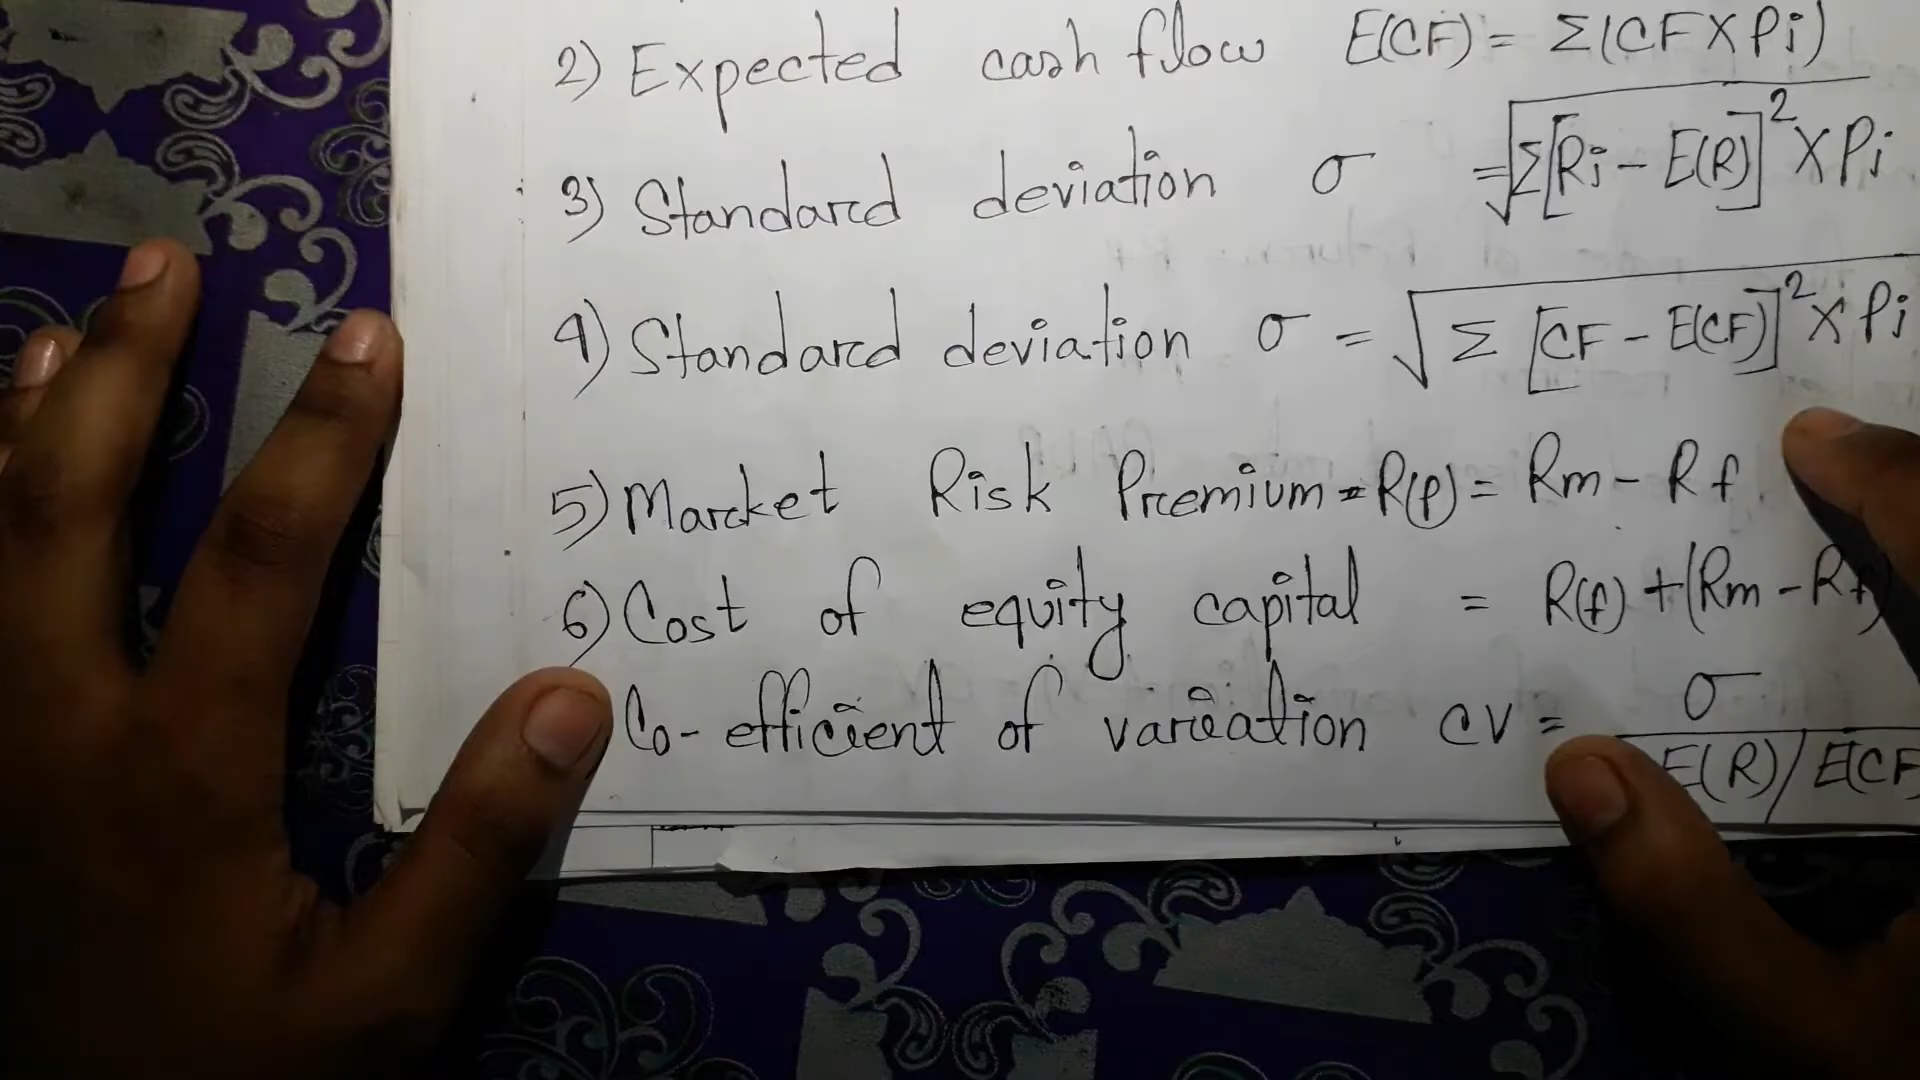 2) Expected cash flow E(CF) = Σ(CF X Pi)
3) Standard deviation σ = √Σ[Ri - E(R)]² X Pi
4) Standard deviation σ = √Σ [CF - E(CF)]² X Pi
5) Market Risk Premium = R(P) = Rm - Rf
6) Cost of equity capital = R(f) + (Rm - Rf)
Co-efficient of variation CV = σ / E(R)/E(CF